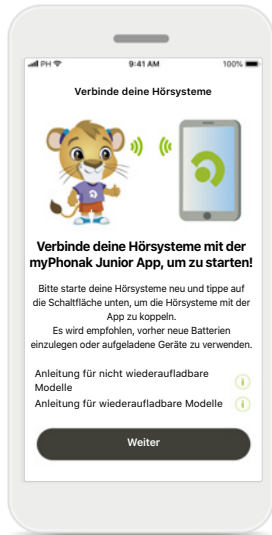 PH 9:41 AM 100%
Verbinde deine Hörsysteme
Verbinde deine Hörsysteme mit der
myPhonak Junior App, um zu starten!
Bitte starte deine Hörsysteme neu und tippe auf
die Schaltfläche unten, um die Hörsysteme mit der
App zu koppeln.
Es wird empfohlen, vorher neue Batterien
einzulegen oder aufgeladene Geräte zu verwenden.
Anleitung für nicht wiederaufladbare
Modelle
Anleitung für wiederaufladbare Modelle
Weiter